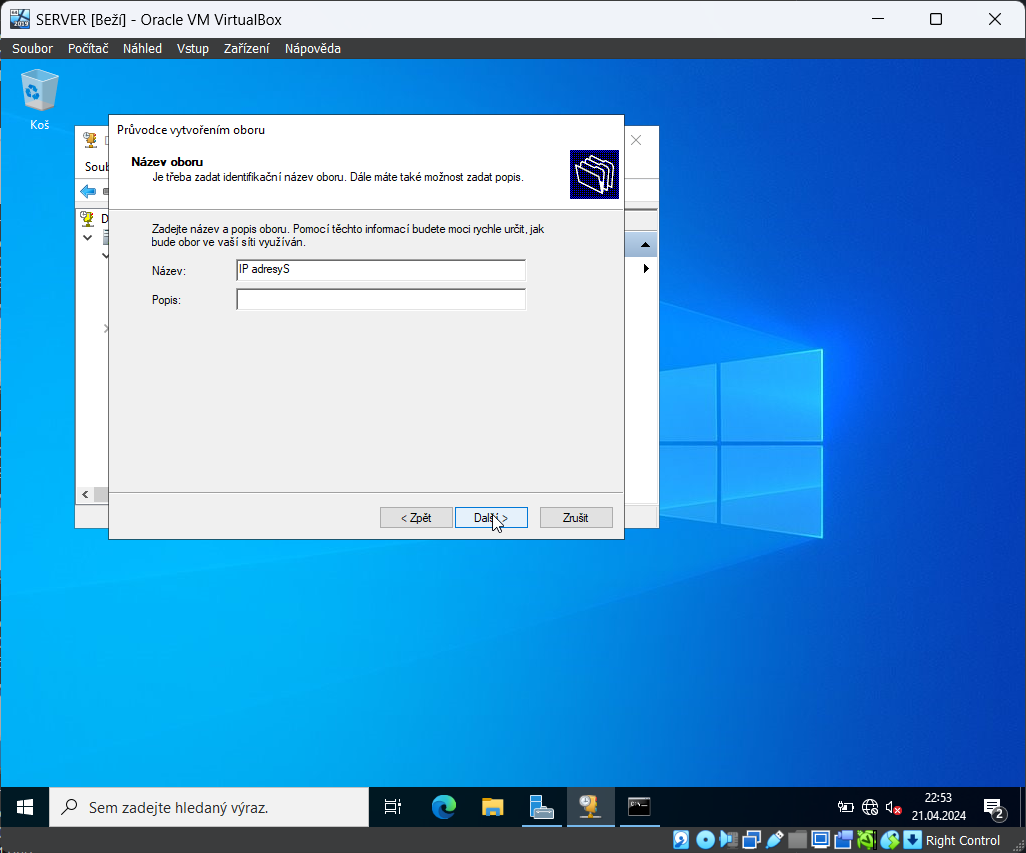 SERVER [Beží] - Oracle VM VirtualBox
Soubor Počítač Náhled Vstup Zařízení Nápověda
Koš
Průvodce vytvořením oboru
Název oboru
Je třeba zadat identifikační název oboru. Dále máte také možnost zadat popis.
Soub
D
Zadejte název a popis oboru. Pomocí těchto informací budete moci rychle určit, jak
bude obor ve vaší síti využíván.
Název: IP adresyS
Popis:
< Zpět Další > Zrušit
Sem zadejte hledaný výraz.
22:53
21.04.2024
2
Right Control